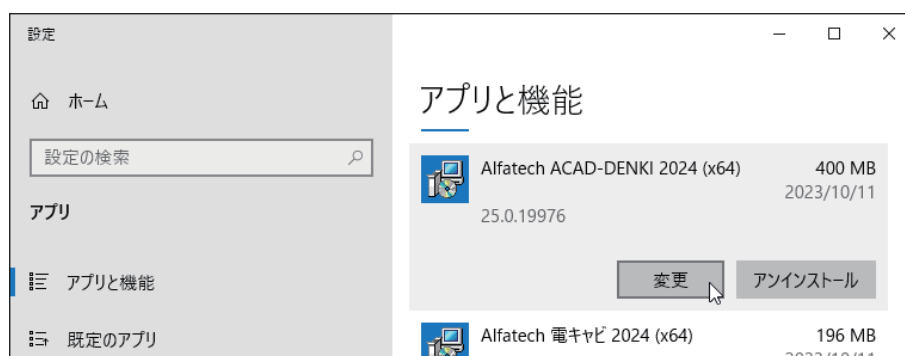 設定
ホーム
設定の検索
アプリ
アプリと機能
既定のアプリ
アプリと機能
Alfatech ACAD-DENKI 2024 (x64) 400 MB
2023/10/11
25.0.19976
変更 アンインストール
Alfatech 電キャビ 2024 (x64) 196 MB
2023/10/11